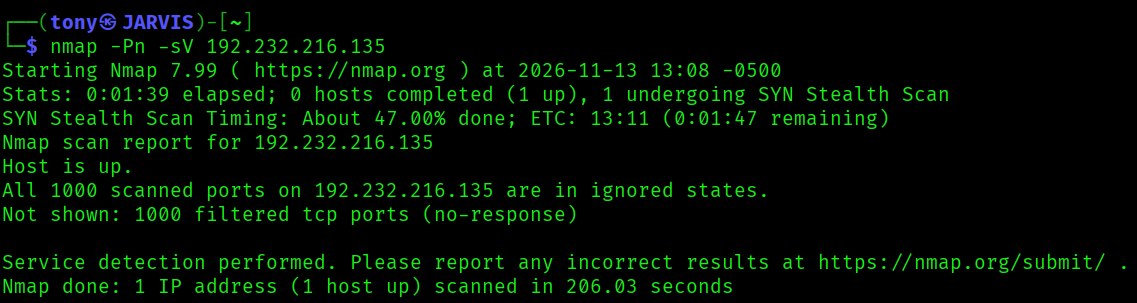 ┌──(tony㉿JARVIS)-[~]
└─$ nmap -Pn -sV 192.232.216.135
Starting Nmap 7.99 ( https://nmap.org ) at 2026-11-13 13:08 -0500
Stats: 0:01:39 elapsed; 0 hosts completed (1 up), 1 undergoing SYN Stealth Scan
SYN Stealth Scan Timing: About 47.00% done; ETC: 13:11 (0:01:47 remaining)
Nmap scan report for 192.232.216.135
Host is up.
All 1000 scanned ports on 192.232.216.135 are in ignored states.
Not shown: 1000 filtered tcp ports (no-response)

Service detection performed. Please report any incorrect results at https://nmap.org/submit/ .
Nmap done: 1 IP address (1 host up) scanned in 206.03 seconds